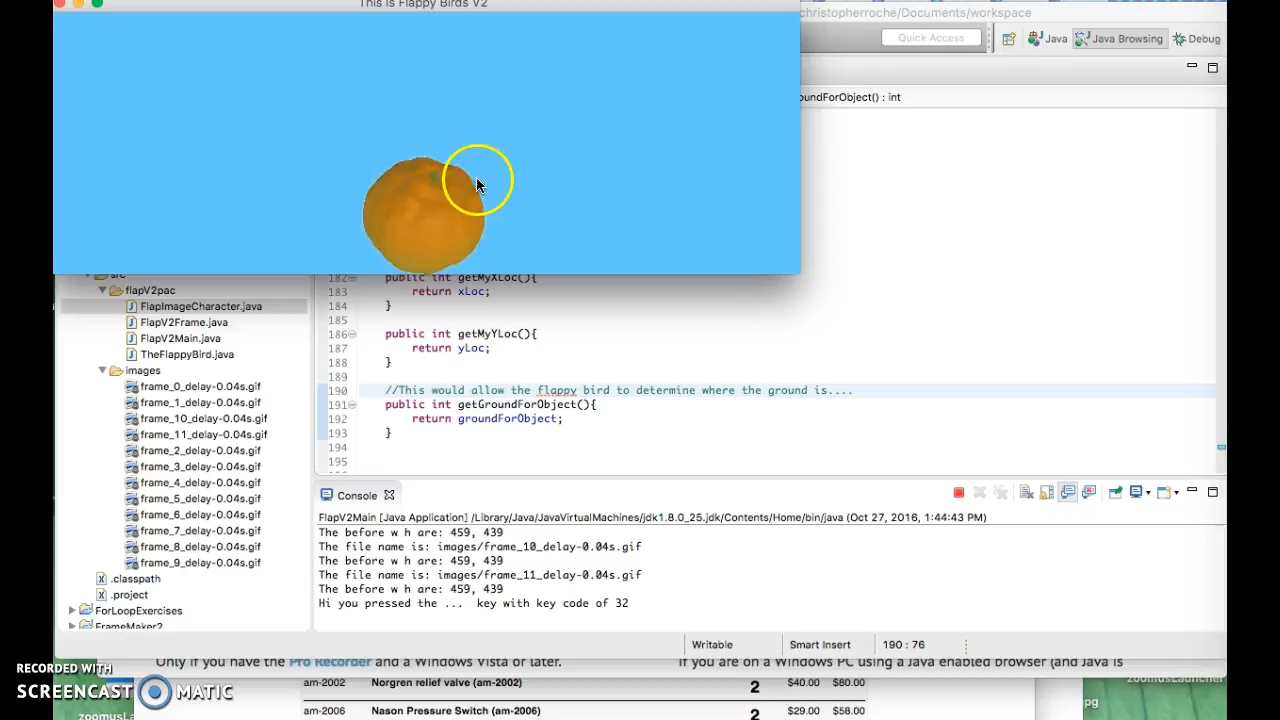 This is Flappy Birds V2
christopherroche/Documents/workspace
Quick Access
Java
Java Browsing
Debug
oundForObject() : int
src
flapV2pac
FlapImageCharacter.java
FlapV2Frame.java
FlapV2Main.java
TheFlappyBird.java
images
frame_0_delay-0.04s.gif
frame_1_delay-0.04s.gif
frame_10_delay-0.04s.gif
frame_11_delay-0.04s.gif
frame_2_delay-0.04s.gif
frame_3_delay-0.04s.gif
frame_4_delay-0.04s.gif
frame_5_delay-0.04s.gif
frame_6_delay-0.04s.gif
frame_7_delay-0.04s.gif
frame_8_delay-0.04s.gif
frame_9_delay-0.04s.gif
.classpath
.project
ForLoopExercises
FrameMaker2
182 public int getMyXLoc(){
183 return xLoc;
184 }
185
186 public int getMyYLoc(){
187 return yLoc;
188 }
189
190 //This would allow the flappy bird to determine where the ground is....
191 public int getGroundForObject(){
192 return groundForObject;
193 }
194
195
Console
FlapV2Main [Java Application] /Library/Java/JavaVirtualMachines/jdk1.8.0_25.jdk/Contents/Home/bin/java (Oct 27, 2016, 1:44:43 PM)
The before w h are: 459, 439
The file name is: images/frame_10_delay-0.04s.gif
The before w h are: 459, 439
The file name is: images/frame_11_delay-0.04s.gif
The before w h are: 459, 439
Hi you pressed the ... key with key code of 32
Writable
Smart Insert
190 : 76
Only if you have the Pro Recorder and a Windows Vista or later.
If you are on a Windows PC using a Java enabled browser (and Java is
am-2002 Norgren relief valve (am-2002) 2 $40.00 $80.00
am-2006 Nason Pressure Switch (am-2006) 2 $29.00 $58.00
zoomusLauncher
pg
RECORDED WITH
SCREENCAST MATIC